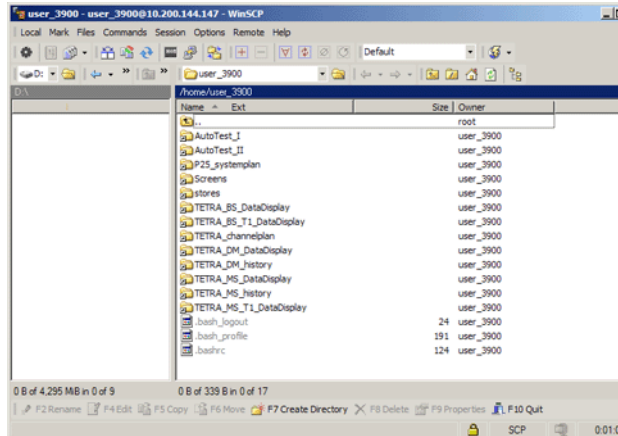 user_3900 - user_3900@10.200.144.147 - WinSCP
Local Mark Files Commands Session Options Remote Help
Default
D: » » user_3900
D:\ /home/user_3900
Name Ext Size Owner
.. root
AutoTest_I user_3900
AutoTest_II user_3900
P25_systemplan user_3900
Screens user_3900
stores user_3900
TETRA_BS_DataDisplay user_3900
TETRA_BS_T1_DataDisplay user_3900
TETRA_channelplan user_3900
TETRA_DM_DataDisplay user_3900
TETRA_DM_history user_3900
TETRA_MS_DataDisplay user_3900
TETRA_MS_history user_3900
TETRA_MS_T1_DataDisplay user_3900
.bash_logout 24 user_3900
.bash_profile 191 user_3900
.bashrc 124 user_3900
0 B of 4,295 MiB in 0 of 9 0 B of 339 B in 0 of 17
F2 Rename F4 Edit F5 Copy F6 Move F7 Create Directory F8 Delete F9 Properties F10 Quit
SCP